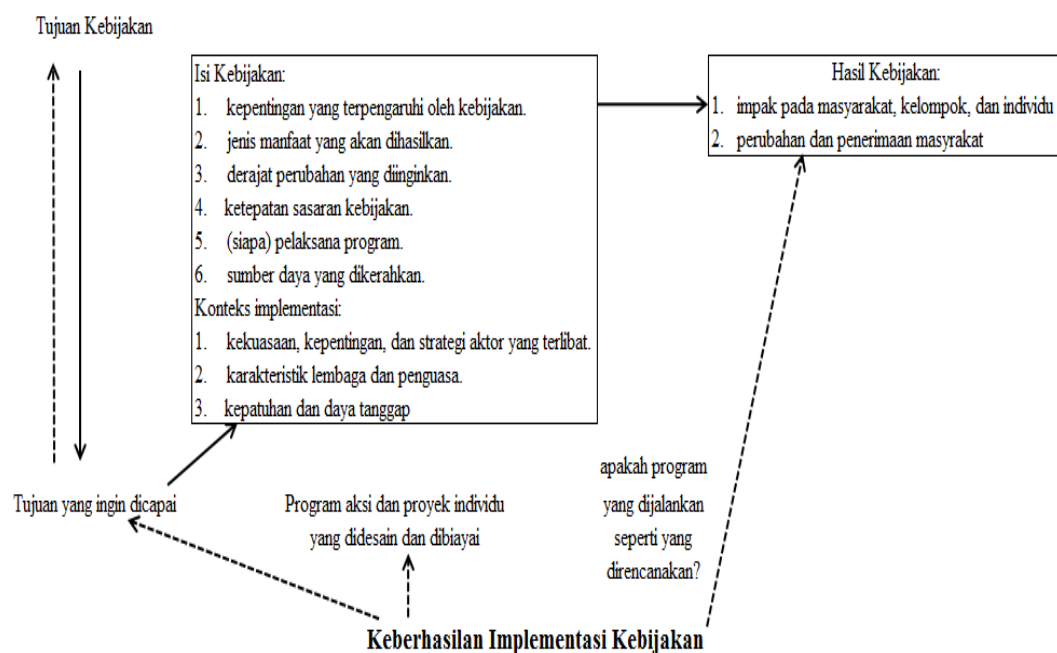 Tujuan Kebijakan
Isi Kebijakan:
1. kepentingan yang terpengaruhi oleh kebijakan.
2. jenis manfaat yang akan dihasilkan.
3. derajat perubahan yang diinginkan.
4. ketepatan sasaran kebijakan.
5. (siapa) pelaksana program.
6. sumber daya yang dikerahkan.
Konteks implementasi:
1. kekuasaan, kepentingan, dan strategi aktor yang terlibat.
2. karakteristik lembaga dan penguasa.
3. kepatuhan dan daya tanggap
Hasil Kebijakan:
1. impak pada masyarakat, kelompok, dan individu
2. perubahan dan penerimaan masyrakat
Tujuan yang ingin dicapai
Program aksi dan proyek individu
yang didesain dan dibiayai
apakah program
yang dijalankan
seperti yang
direncanakan?
Keberhasilan Implementasi Kebijakan